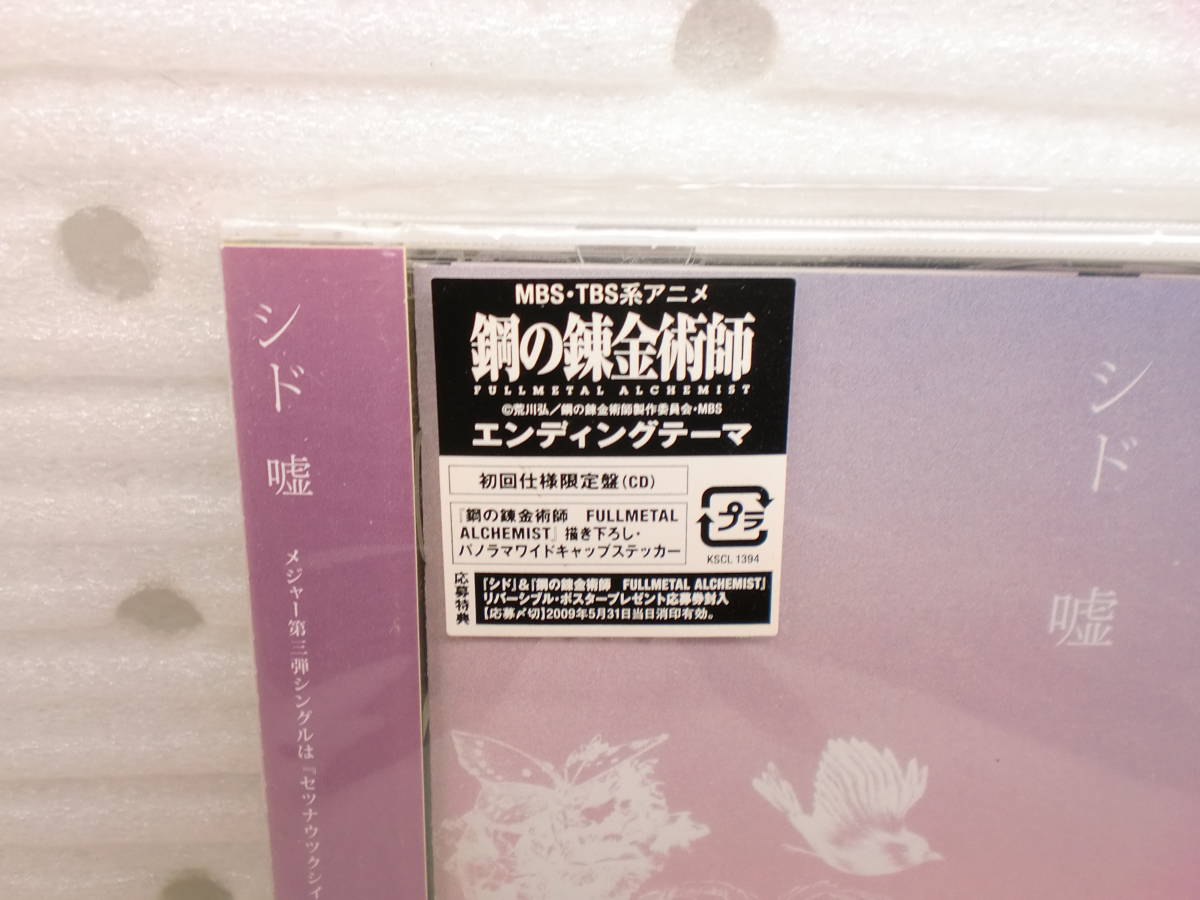 シド 嘘
メジャー第三弾シングルは『セツナウツクシイ
MBS・TBS系アニメ
鋼の錬金術師
FULLMETAL ALCHEMIST
©荒川弘/鋼の錬金術師製作委員会・MBS
エンディングテーマ
初回仕様限定盤(CD)
『鋼の錬金術師 FULLMETAL
ALCHEMIST』描き下ろし・
パノラマワイドキャップステッカー
プラ
KSCL 1394
応募特典
「シド」&『鋼の錬金術師 FULLMETAL ALCHEMIST』
リバーシブル・ポスタープレゼント応募券封入
【応募〆切】2009年5月31日当日消印有効。
シド 嘘